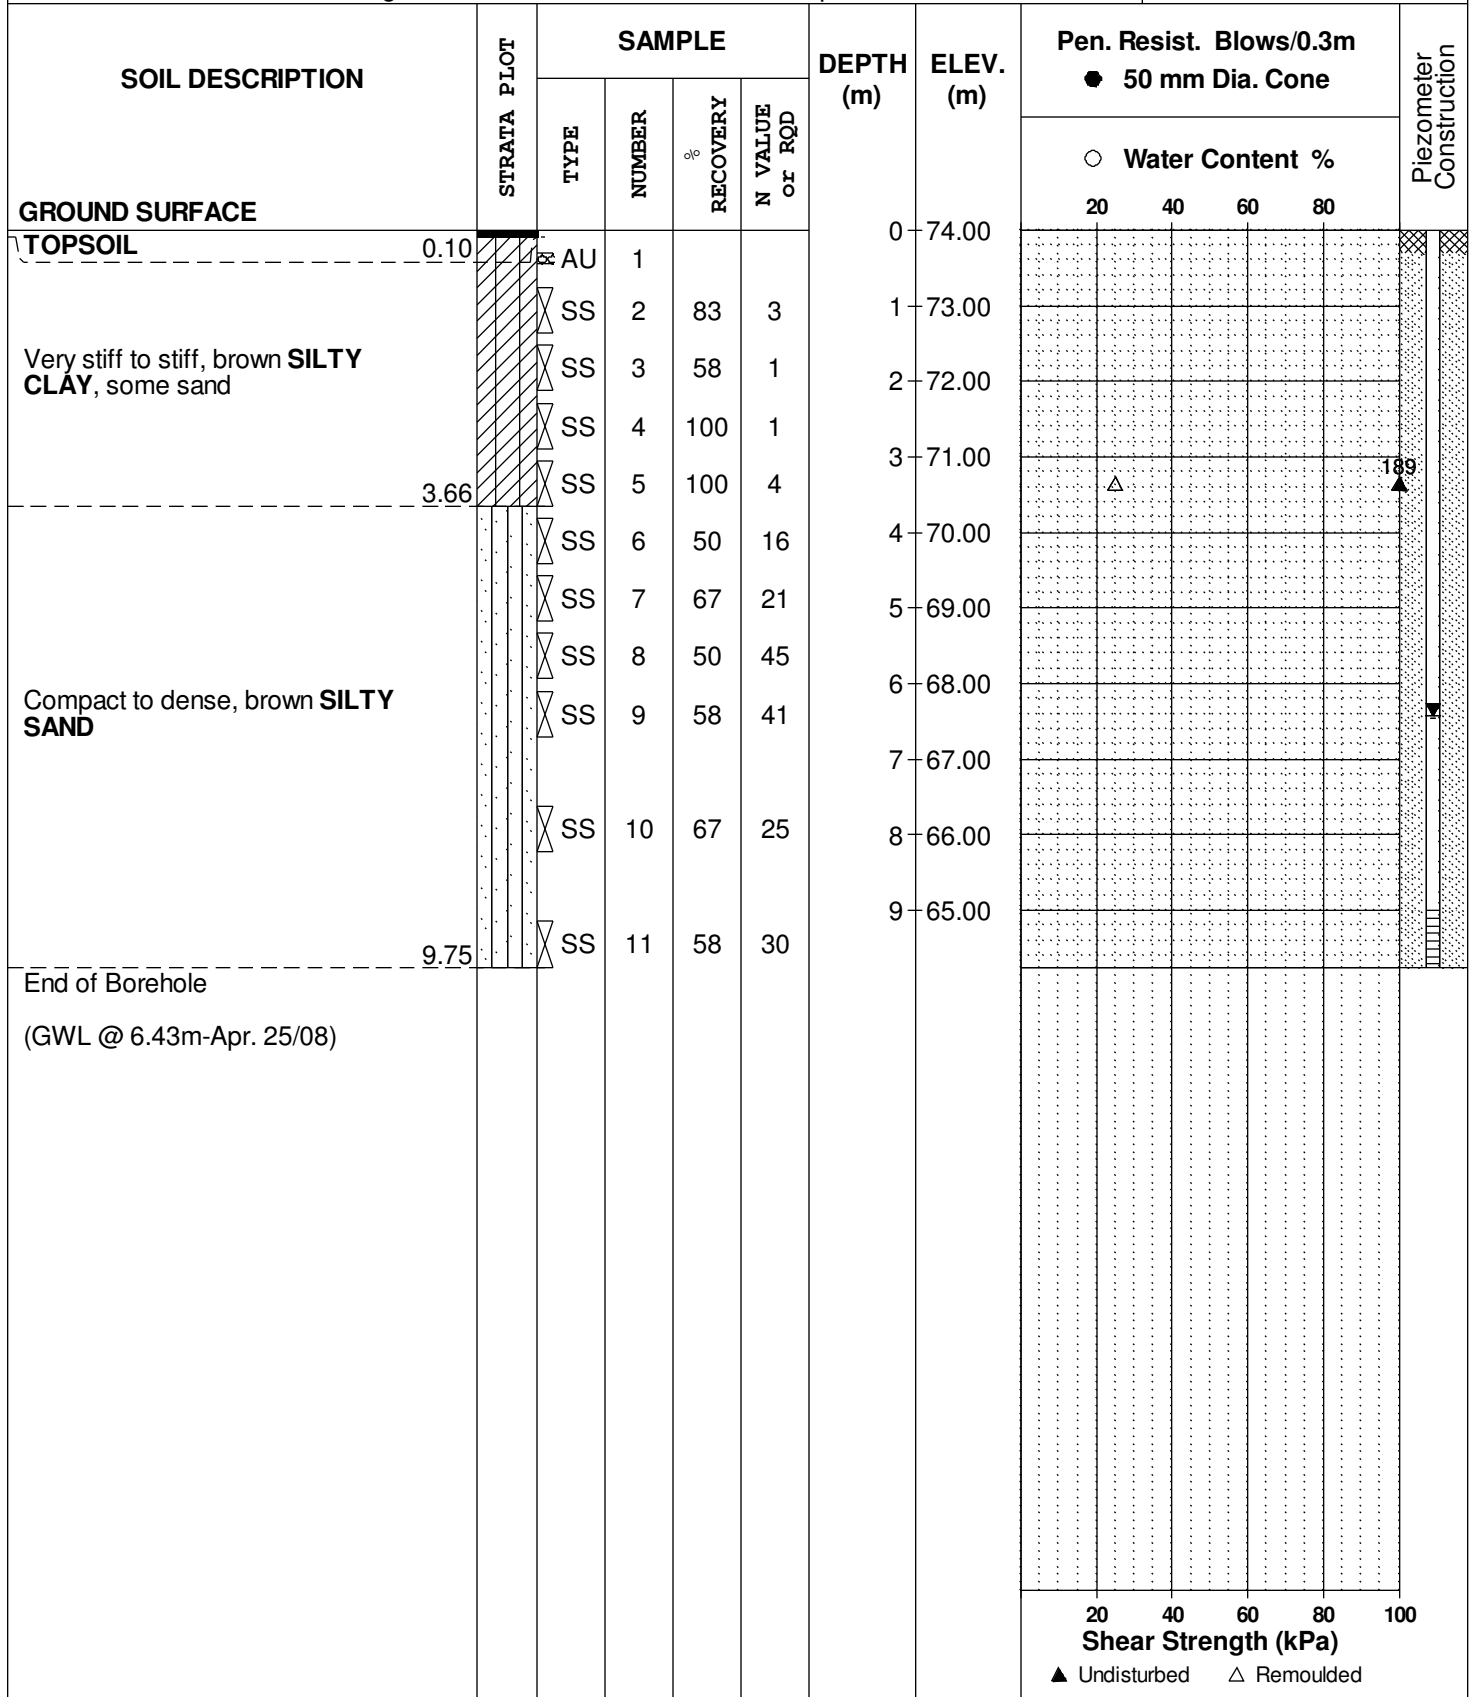 SOIL DESCRIPTION
GROUND SURFACE
STRATA PLOT
SAMPLE
TYPE
NUMBER
% RECOVERY
N VALUE or RQD
DEPTH (m)
ELEV. (m)
Pen. Resist. Blows/0.3m
● 50 mm Dia. Cone
○ Water Content %
20 40 60 80
Piezometer Construction
0 74.00
TOPSOIL 0.10
AU 1
SS 2 83 3
1 73.00
Very stiff to stiff, brown SILTY
CLAY, some sand
SS 3 58 1
2 72.00
SS 4 100 1
3 71.00
189
SS 5 100 4
3.66
SS 6 50 16
4 70.00
SS 7 67 21
5 69.00
SS 8 50 45
6 68.00
Compact to dense, brown SILTY
SAND
SS 9 58 41
7 67.00
SS 10 67 25
8 66.00
9 65.00
SS 11 58 30
9.75
End of Borehole
(GWL @ 6.43m-Apr. 25/08)
20 40 60 80 100
Shear Strength (kPa)
▲ Undisturbed △ Remoulded